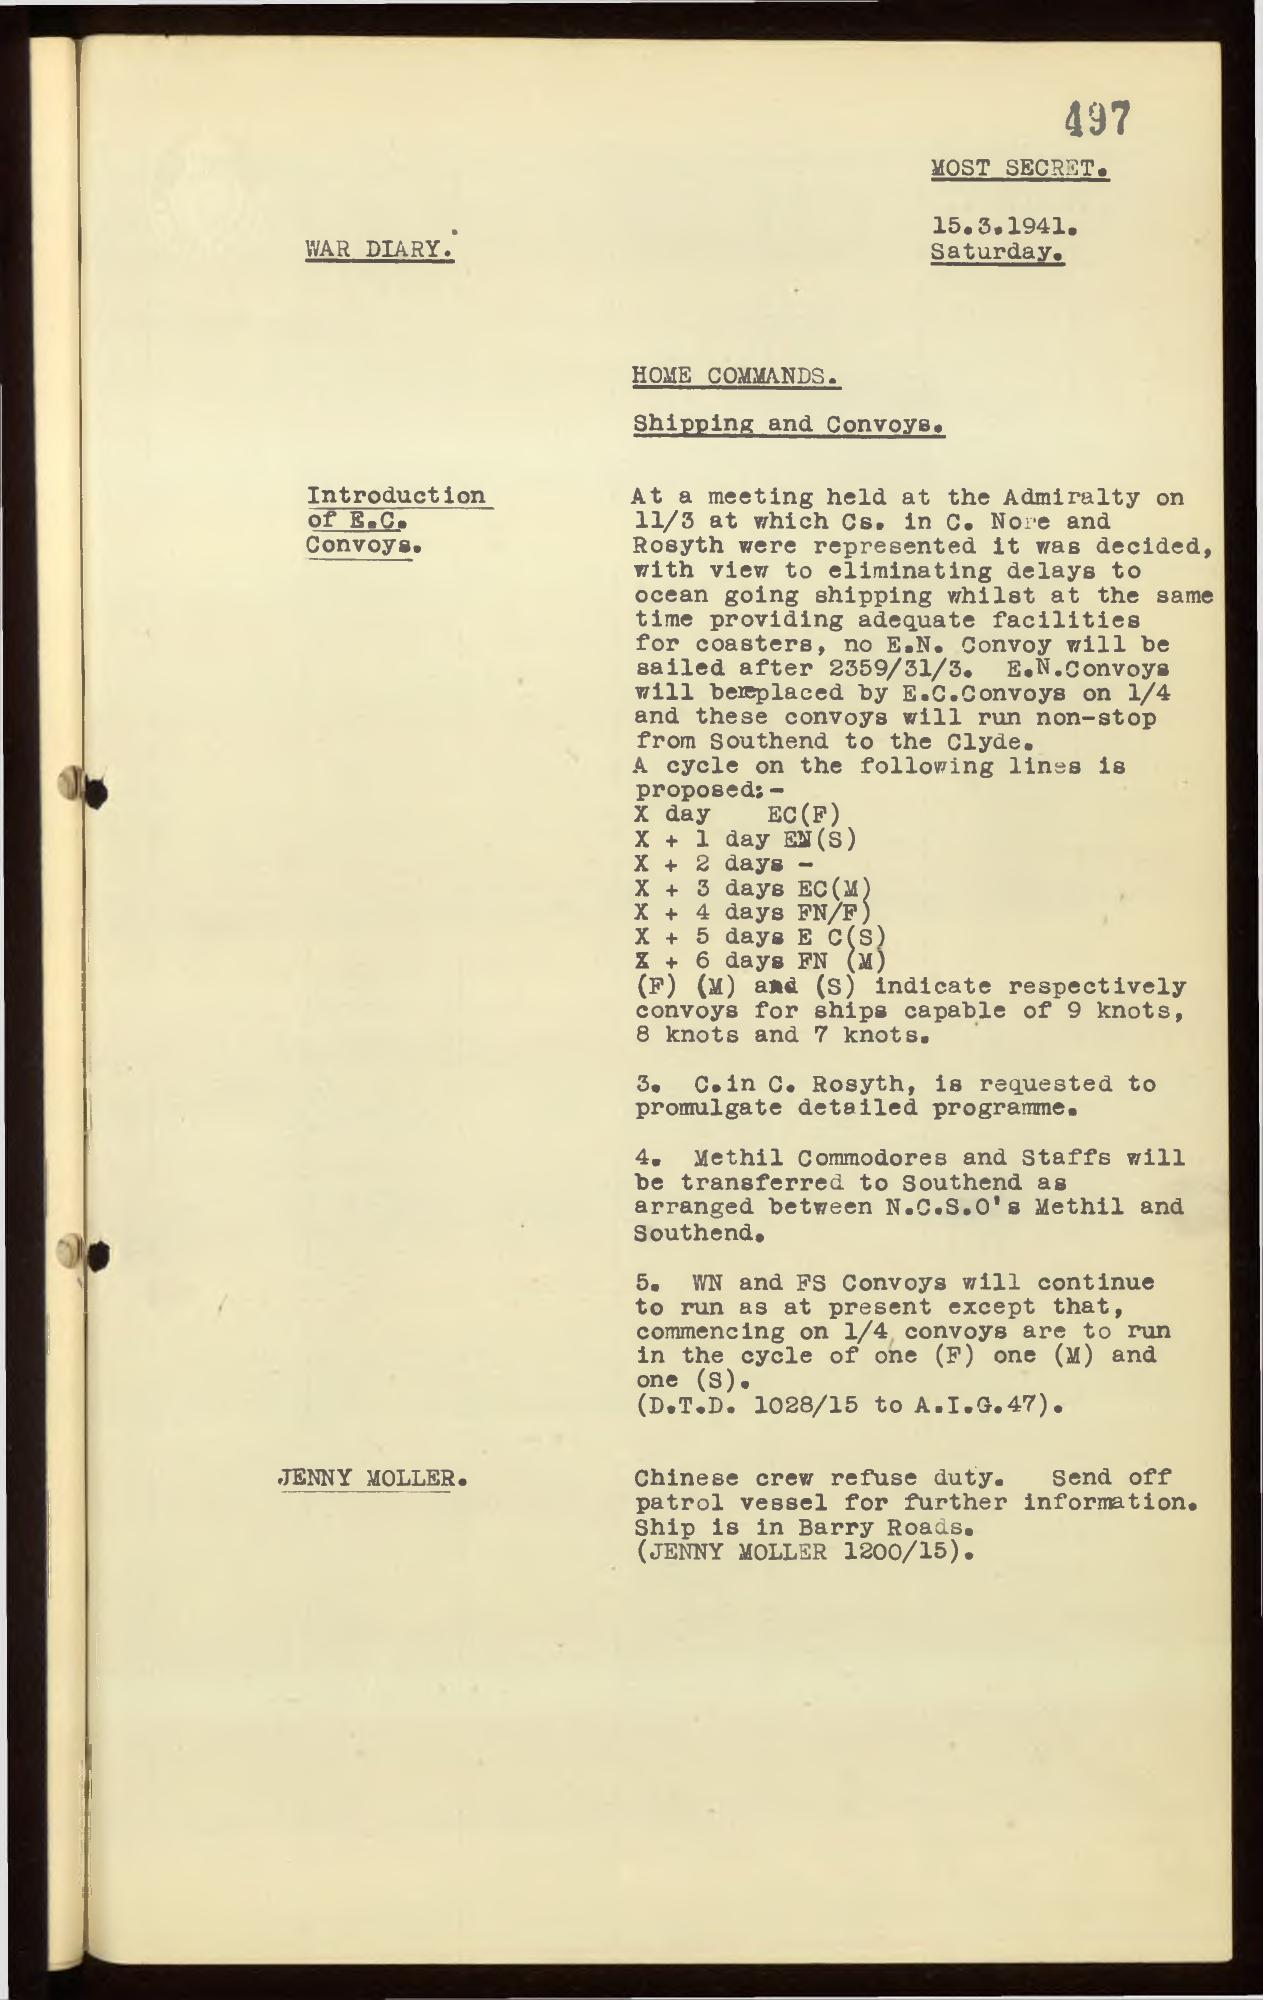 497
MOST SECRET.
15.3.1941.
Saturday.
WAR DIARY.
HOME COMMANDS.
Shipping and Convoys.
Introduction
of E.C.
Convoys.
At a meeting held at the Admiralty on
11/3 at which Cs. in C. Nore and
Rosyth were represented it was decided,
with view to eliminating delays to
ocean going shipping whilst at the same
time providing adequate facilities
for coasters, no E.N. Convoy will be
sailed after 2359/31/3. E.N.Convoys
will bereplaced by E.C.Convoys on 1/4
and these convoys will run non-stop
from Southend to the Clyde.
A cycle on the following lines is
proposed:-
X day EC(F)
X + 1 day EN(S)
X + 2 days -
X + 3 days EC(M)
X + 4 days FN/F)
X + 5 days E C(S)
X + 6 days FN (M)
(F) (M) and (S) indicate respectively
convoys for ships capable of 9 knots,
8 knots and 7 knots.
3. C.in C. Rosyth, is requested to
promulgate detailed programme.
4. Methil Commodores and Staffs will
be transferred to Southend as
arranged between N.C.S.O's Methil and
Southend.
5. WN and FS Convoys will continue
to run as at present except that,
commencing on 1/4 convoys are to run
in the cycle of one (F) one (M) and
one (S).
(D.T.D. 1028/15 to A.I.G.47).
JENNY MOLLER.
Chinese crew refuse duty. Send off
patrol vessel for further information.
Ship is in Barry Roads.
(JENNY MOLLER 1200/15).